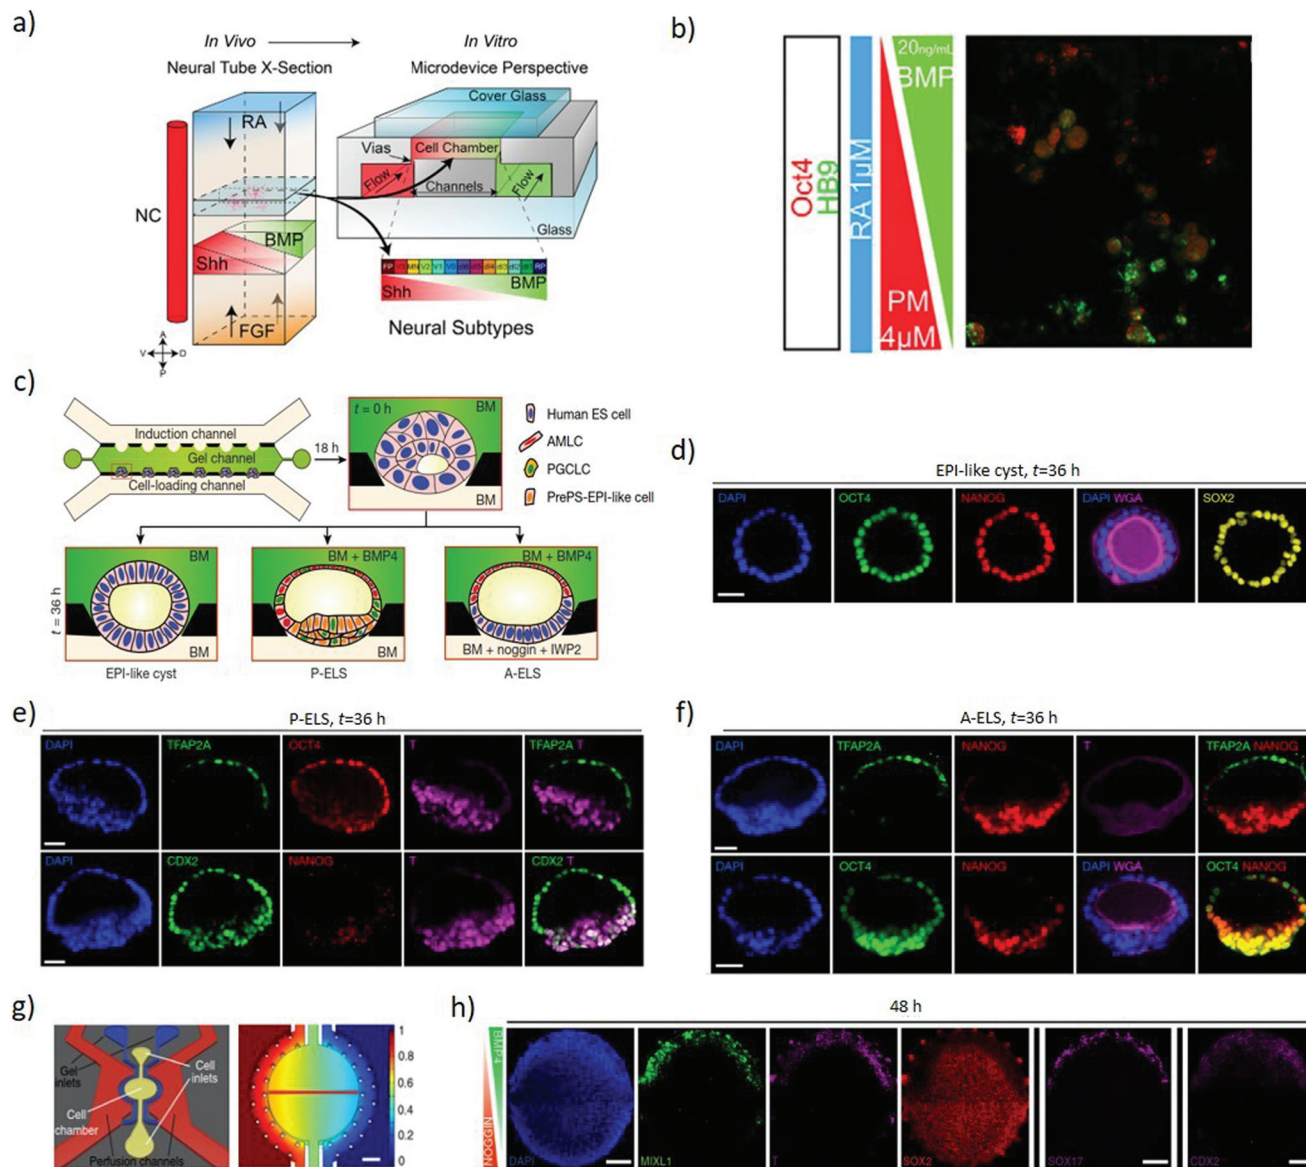 a)
In Vivo
In Vitro
Neural Tube X-Section
Microdevice Perspective
Cover Glass
RA
Vias
Cell Chamber
Flow
Channels
Flow
Glass
NC
BMP
Shh
FGF
A
V D
P
FP
MN V2 V1
RP
Shh
BMP
Neural Subtypes
b)
Oct4
HB9
RA 1μM
20ng/mL
BMP
PM
4μM
c)
Induction channel
Gel channel
Cell-loading channel
18 h
t = 0 h
BM
BM
Human ES cell
AMLC
PGCLC
PrePS-EPI-like cell
t = 36 h
BM
BM
BM + BMP4
BM
BM + BMP4
BM + noggin + IWP2
EPI-like cyst
P-ELS
A-ELS
d)
EPI-like cyst, t=36 h
DAPI
OCT4
NANOG
DAPI WGA
SOX2
e)
P-ELS, t=36 h
DAPI
TFAP2A
OCT4
T
TFAP2A T
DAPI
CDX2
NANOG
T
CDX2 T
f)
A-ELS, t=36 h
DAPI
TFAP2A
NANOG
T
TFAP2A NANOG
DAPI
OCT4
NANOG
DAPI WGA
OCT4 NANOG
g)
Gel
inlets
Cell
inlets
Cell
chamber
Perfusion channels
1
0.8
0.6
0.4
0.2
0
h)
48 h
BMP4
NOGGIN
DAPI
MIXL1
T
SOX2
SOX17
CDX2